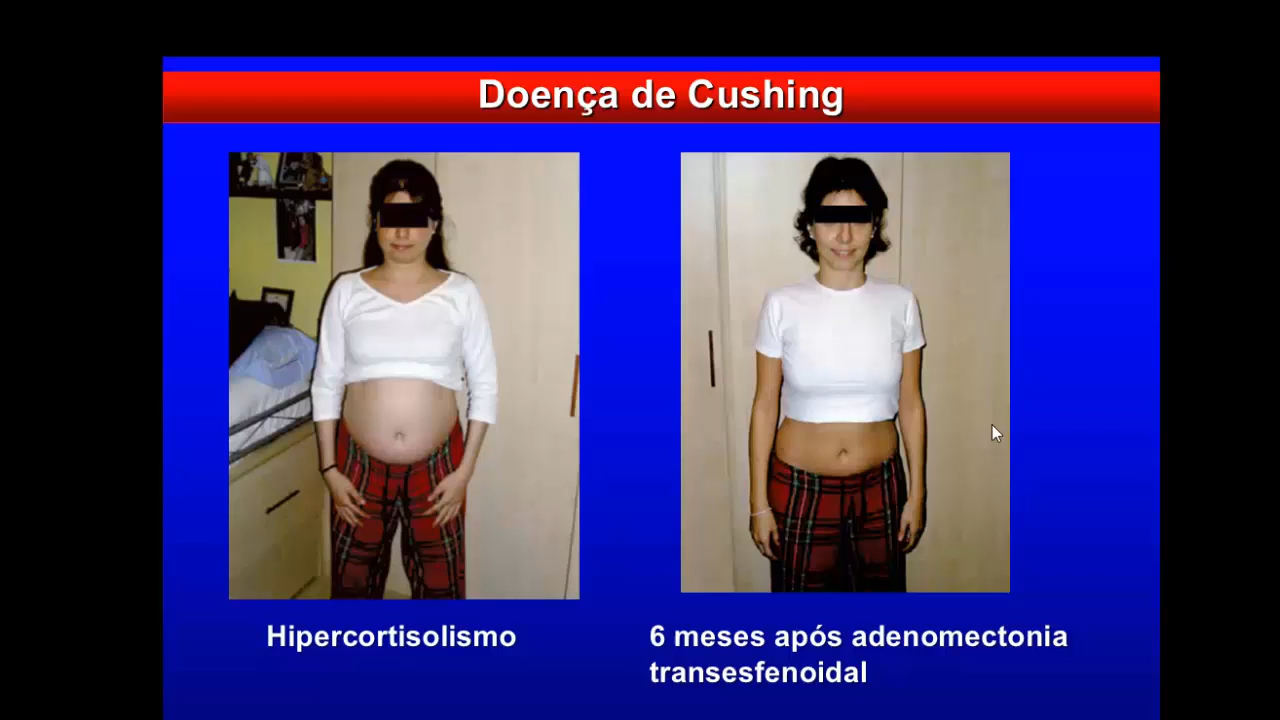 Doença de Cushing
Hipercortisolismo
6 meses após adenomectonia
transesfenoidal